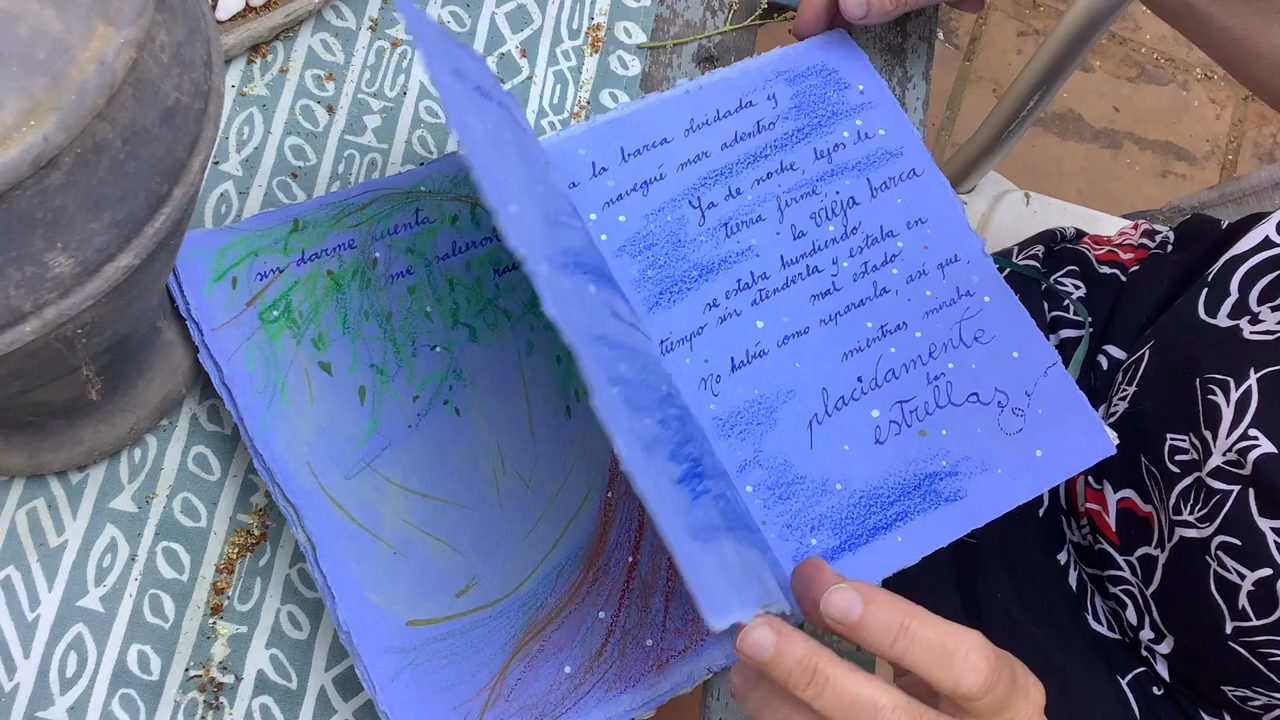 sin darme cuenta
me salieron
a la barca olvidada y
navegué mar adentro
Ya de noche, lejos de
tierra firme,
la vieja barca
se estaba hundiendo.
tiempo sin atenderla y estaba en
mal estado.
No había como repararla, así que,
mientras miraba
placidamente
las
estrellas